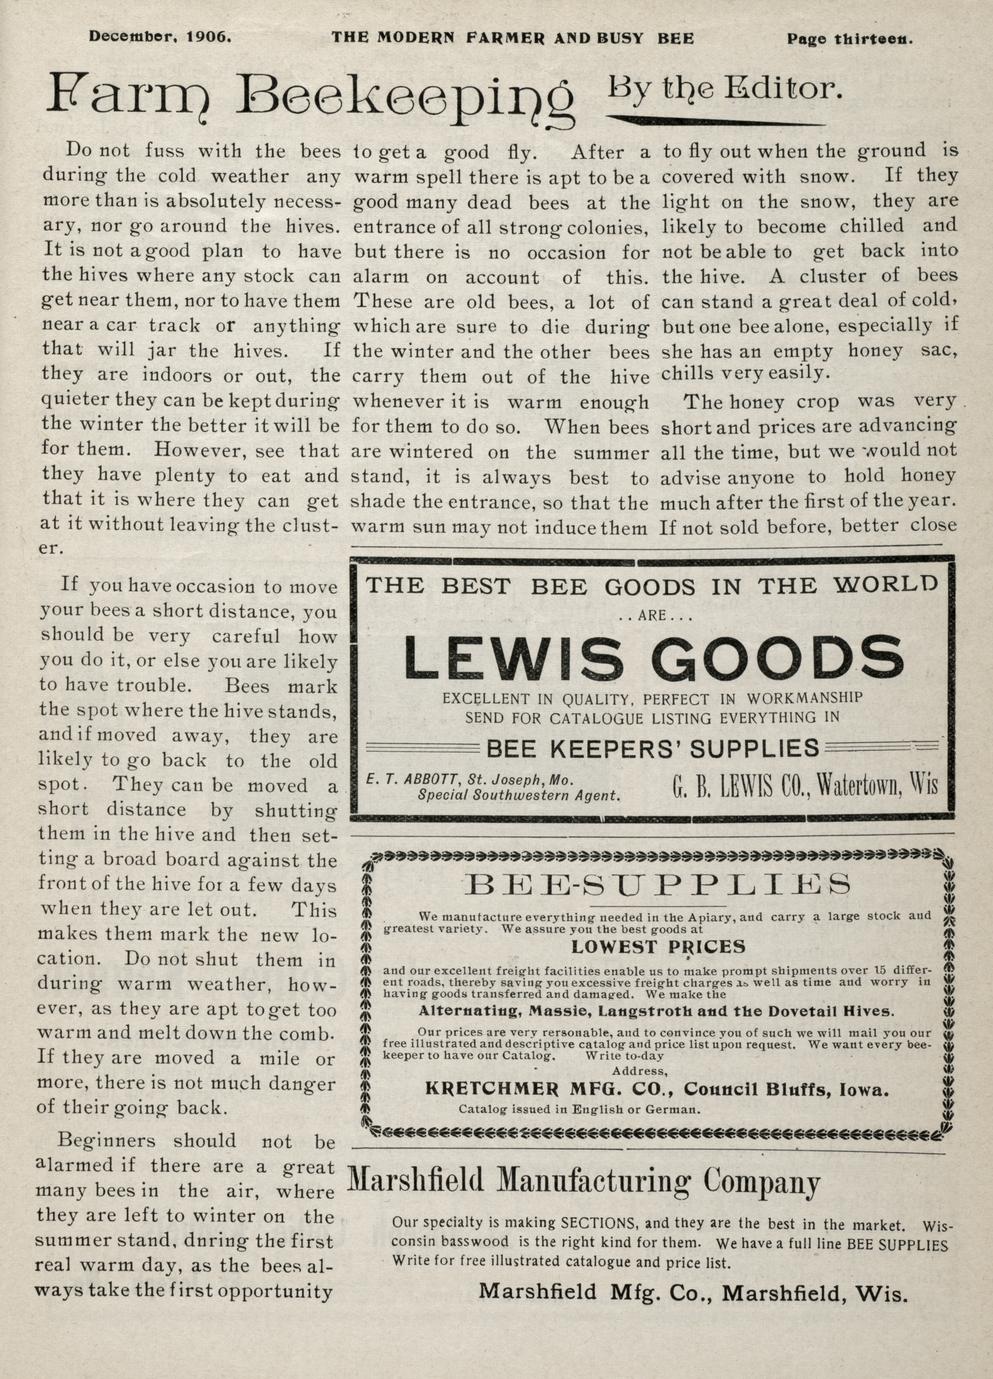 December, 1906.
THE MODERN FARMER AND BUSY BEE
Page thirteen.
Farm Beekeeping
By the Editor.
Do not fuss with the bees
during the cold weather any
more than is absolutely necess-
ary, nor go around the hives.
It is not a good plan to have
the hives where any stock can
get near them, nor to have them
near a car track or anything
that will jar the hives. If
they are indoors or out, the
quieter they can be kept during
the winter the better it will be
for them. However, see that
they have plenty to eat and
that it is where they can get
at it without leaving the clust-
er.
If you have occasion to move
your bees a short distance, you
should be very careful how
you do it, or else you are likely
to have trouble. Bees mark
the spot where the hive stands,
and if moved away, they are
likely to go back to the old
spot. They can be moved a
short distance by shutting
them in the hive and then set-
ting a broad board against the
front of the hive for a few days
when they are let out. This
makes them mark the new lo-
cation. Do not shut them in
during warm weather, how-
ever, as they are apt to get too
warm and melt down the comb.
If they are moved a mile or
more, there is not much danger
of their going back.
Beginners should not be
alarmed if there are a great
many bees in the air, where
they are left to winter on the
summer stand, dnring the first
real warm day, as the bees al-
ways take the first opportunity
to get a good fly. After a
warm spell there is apt to be a
good many dead bees at the
entrance of all strong colonies,
but there is no occasion for
alarm on account of this.
These are old bees, a lot of
which are sure to die during
the winter and the other bees
carry them out of the hive
whenever it is warm enough
for them to do so. When bees
are wintered on the summer
stand, it is always best to
shade the entrance, so that the
warm sun may not induce them
to fly out when the ground is
covered with snow. If they
light on the snow, they are
likely to become chilled and
not be able to get back into
the hive. A cluster of bees
can stand a great deal of cold,
but one bee alone, especially if
she has an empty honey sac,
chills very easily.
The honey crop was very
short and prices are advancing
all the time, but we would not
advise anyone to hold honey
much after the first of the year.
If not sold before, better close
THE BEST BEE GOODS IN THE WORLD
..ARE...
LEWIS GOODS
EXCELLENT IN QUALITY, PERFECT IN WORKMANSHIP
SEND FOR CATALOGUE LISTING EVERYTHING IN
BEE KEEPERS' SUPPLIES
E. T. ABBOTT, St. Joseph, Mo.
Special Southwestern Agent.
G. B. LEWIS CO., Watertown, Wis
BEE-SUPPLIES
We manufacture everything needed in the Apiary, and carry a large stock and
greatest variety. We assure you the best goods at
LOWEST PRICES
and our excellent freight facilities enable us to make prompt shipments over 15 differ-
ent roads, thereby saving you excessive freight charges as well as time and worry in
having goods transferred and damaged. We make the
Alternating, Massie, Langstroth and the Dovetail Hives.
Our prices are very rersonable, and to convince you of such we will mail you our
free illustrated and descriptive catalog and price list upon request. We want every bee-
keeper to have our Catalog. Write to-day
Address,
KRETCHMER MFG. CO., Council Bluffs, Iowa.
Catalog issued in English or German.
Marshfield Manufacturing Company
Our specialty is making SECTIONS, and they are the best in the market. Wis-
consin basswood is the right kind for them. We have a full line BEE SUPPLIES
Write for free illustrated catalogue and price list.
Marshfield Mfg. Co., Marshfield, Wis.